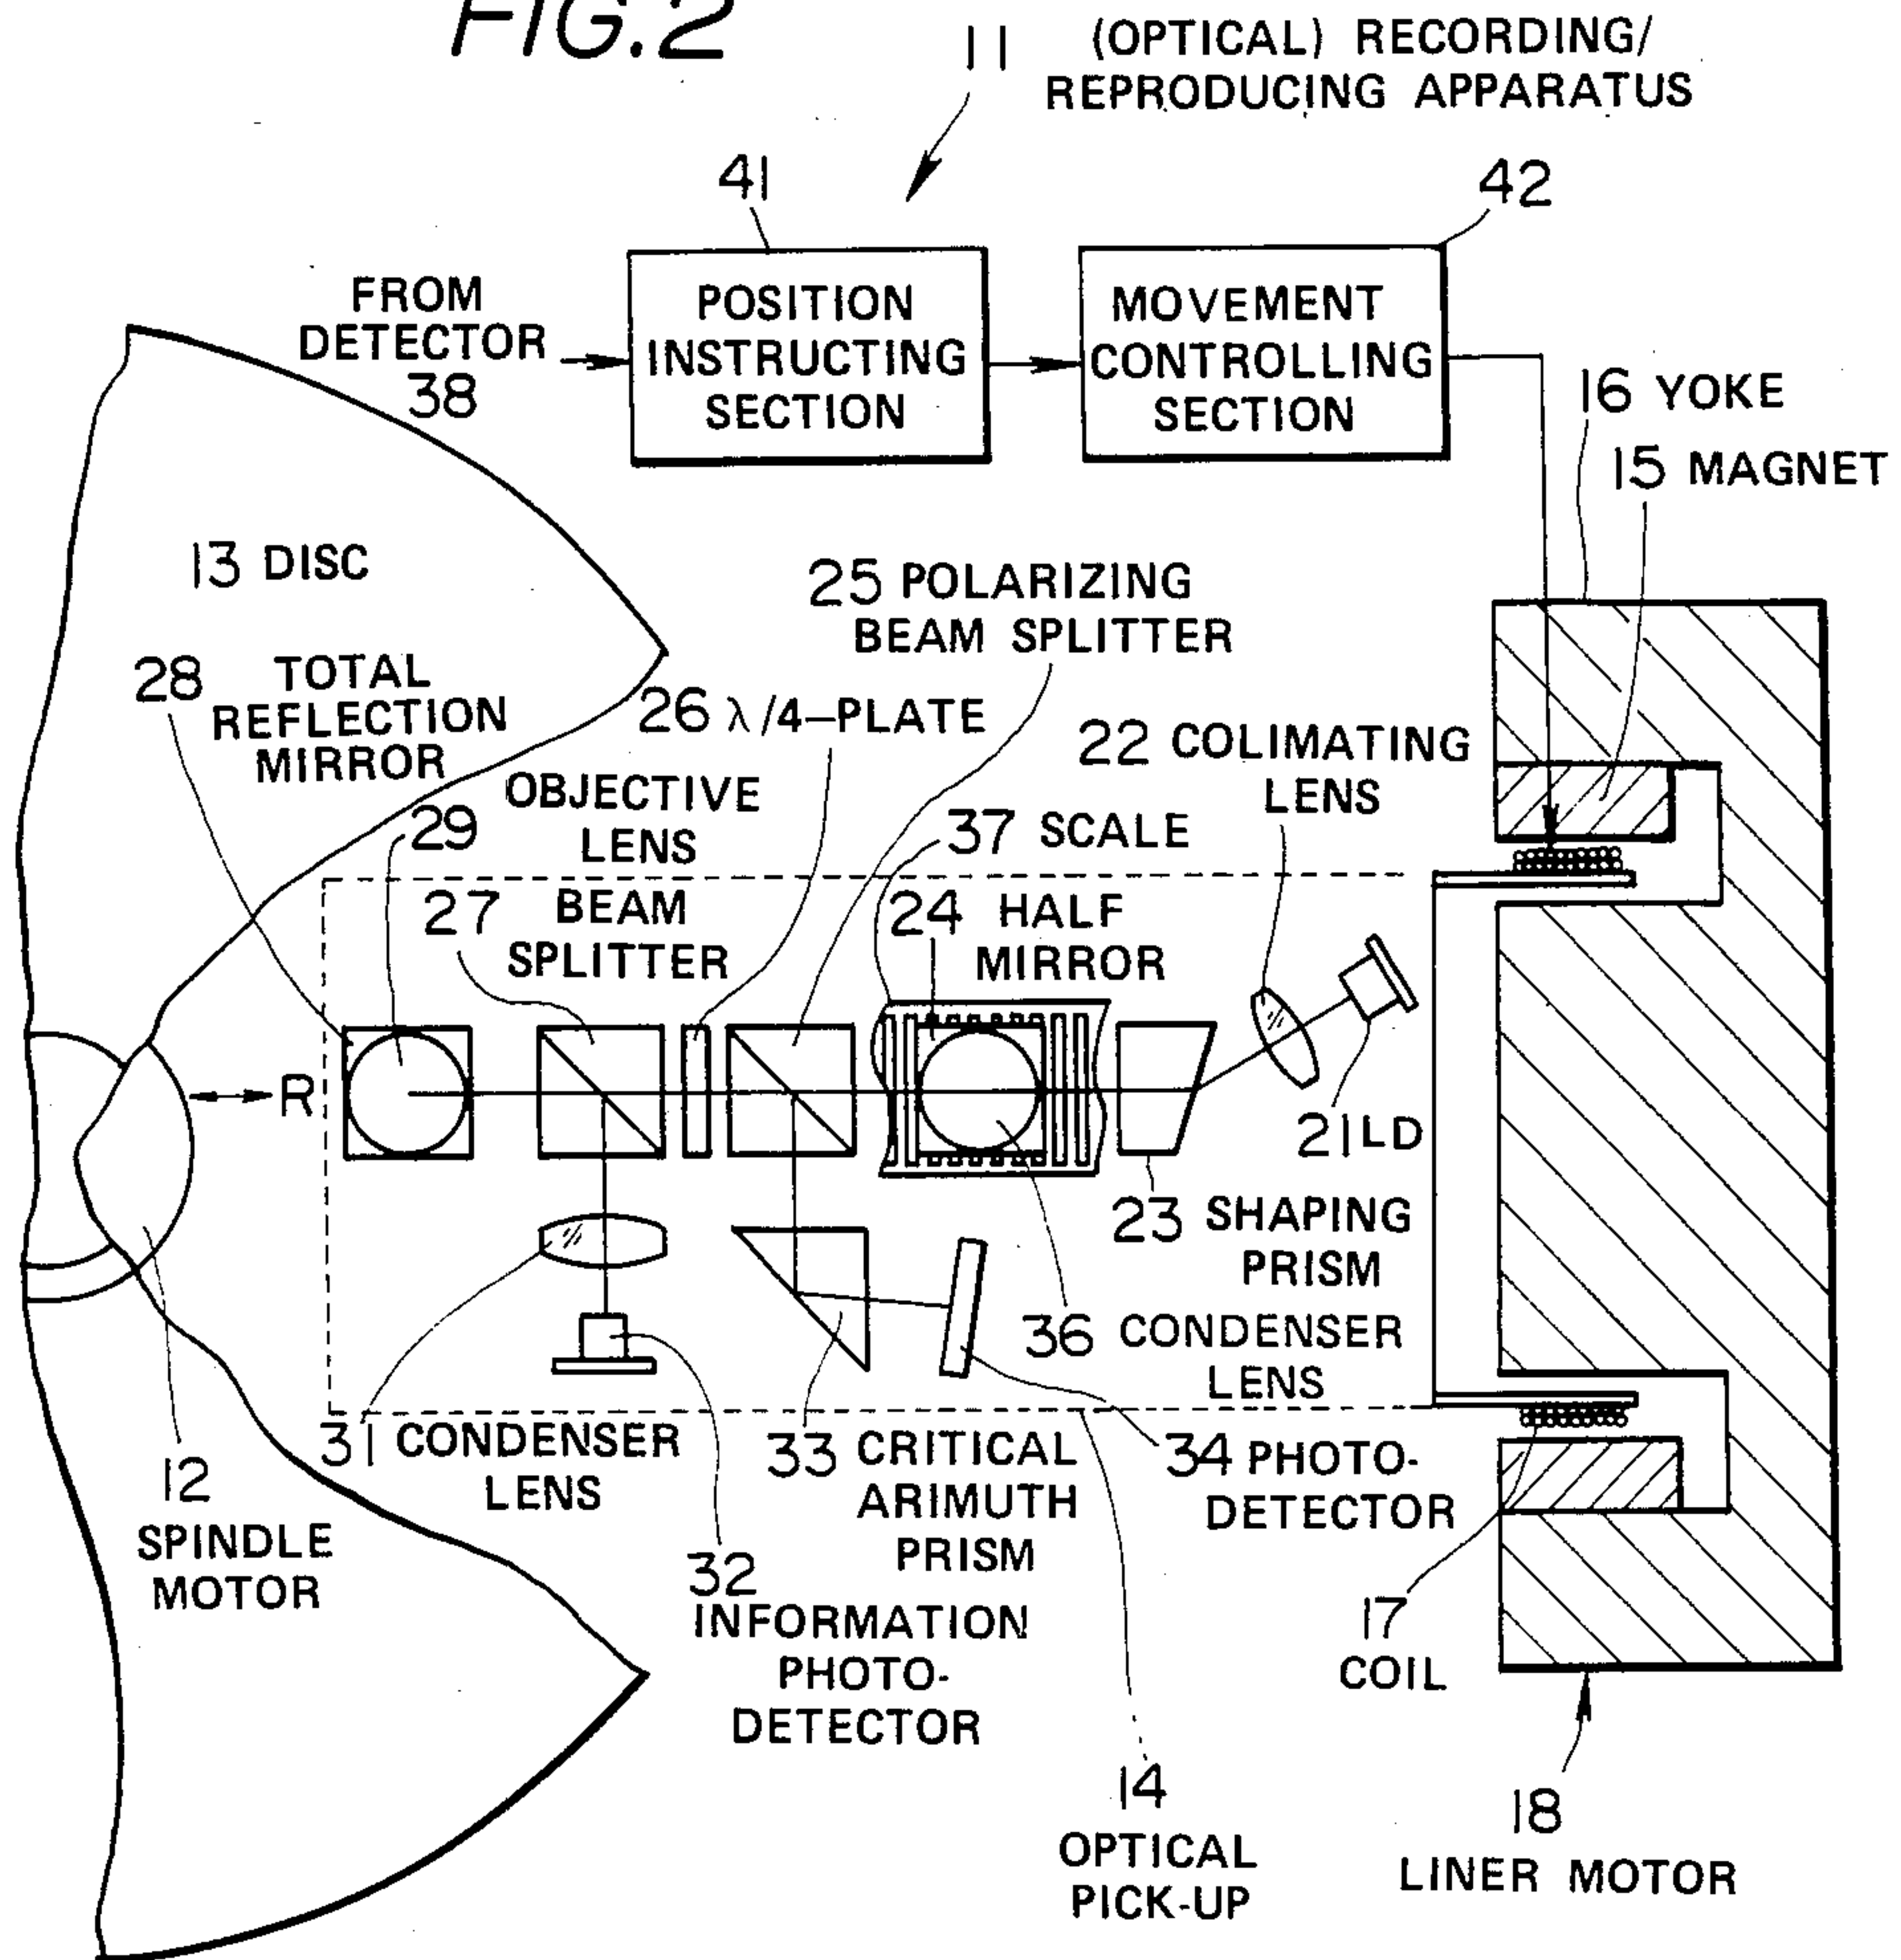 FIG.2
11 (OPTICAL) RECORDING/
REPRODUCING APPARATUS
41
42
FROM
DETECTOR
38
POSITION
INSTRUCTING
SECTION
MOVEMENT
CONTROLLING
SECTION
16 YOKE
15 MAGNET
13 DISC
25 POLARIZING
BEAM SPLITTER
28 TOTAL
REFLECTION
MIRROR
26 λ/4-PLATE
22 COLIMATING
LENS
29 OBJECTIVE
LENS
37 SCALE
27 BEAM
SPLITTER
24 HALF
MIRROR
R
21 LD
23 SHAPING
PRISM
36 CONDENSER
LENS
31 CONDENSER
LENS
33 CRITICAL
ARIMUTH
PRISM
34 PHOTO-
DETECTOR
12
SPINDLE
MOTOR
32
INFORMATION
PHOTO-
DETECTOR
17
COIL
14
OPTICAL
PICK-UP
18
LINER MOTOR